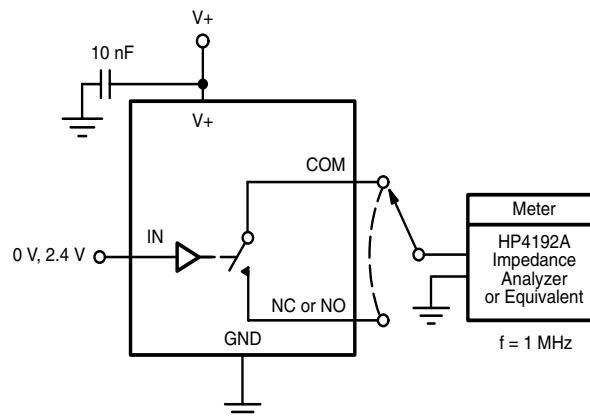 V+
10 nF
V+
COM
Meter
IN
0 V, 2.4 V
HP4192A
Impedance
Analyzer
or Equivalent
NC or NO
GND
f = 1 MHz